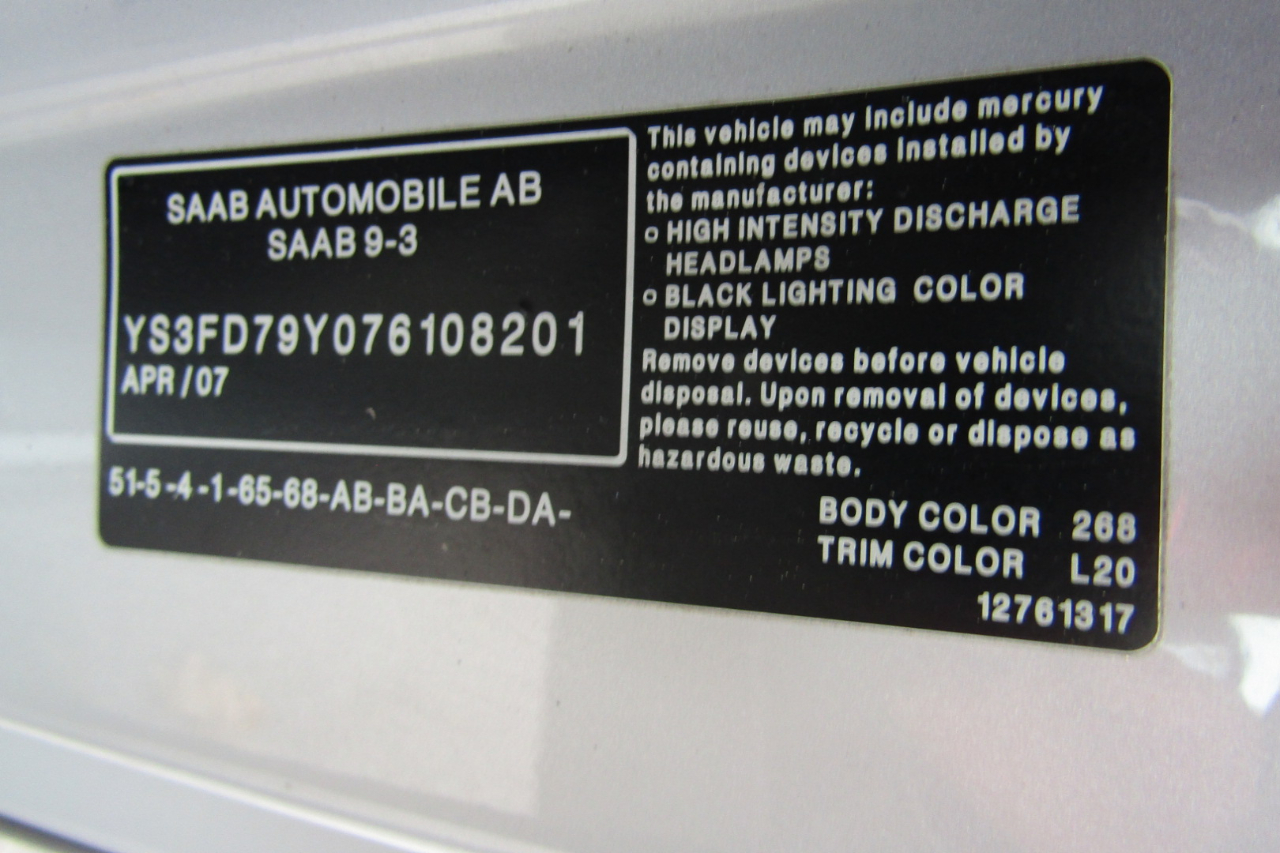 SAAB AUTOMOBILE AB
SAAB 9-3
YS3FD79Y076108201
APR / 07
51-5-4-1-65-68-AB-BA-CB-DA-
This vehicle may include mercury
containing devices installed by
the manufacturer:
o HIGH INTENSITY DISCHARGE
HEADLAMPS
o BLACK LIGHTING COLOR
DISPLAY
Remove devices before vehicle
disposal. Upon removal of devices,
please reuse, recycle or dispose as
hazardous waste.
BODY COLOR 268
TRIM COLOR L20
12761317